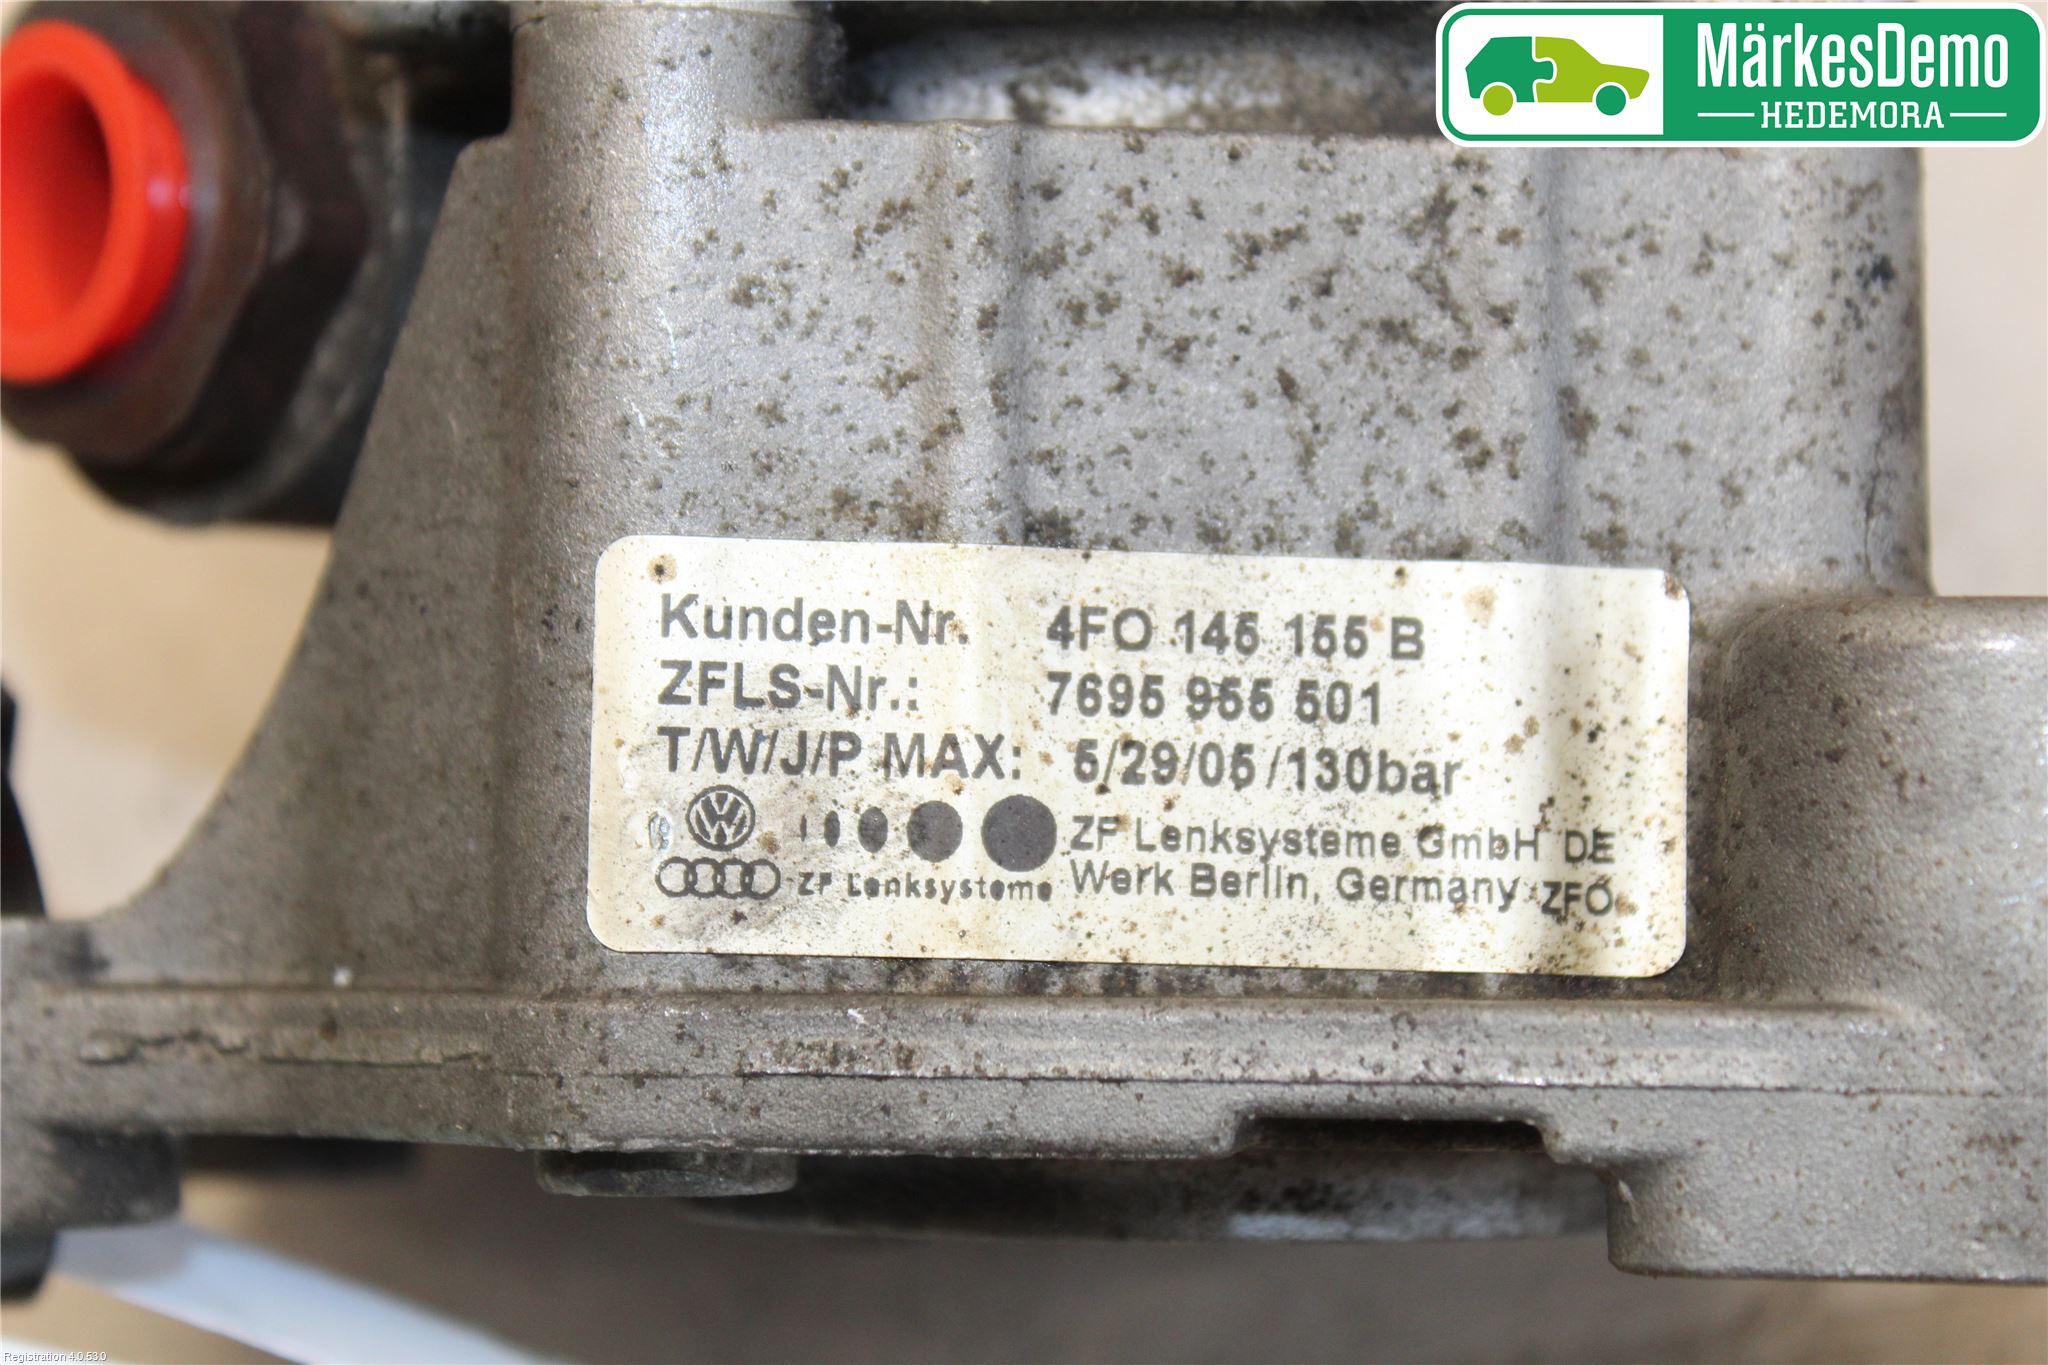 MärkesDemo
HEDEMORA
Kunden-Nr. 4FO 145 155 B
ZFLS-Nr.: 7695 955 501
T/W/J/P MAX: 5/29/05/130bar
ZF Lenksysteme GmbH DE
ZF Lenksysteme Werk Berlin, Germany ZFO
Registration 4.0.53.0